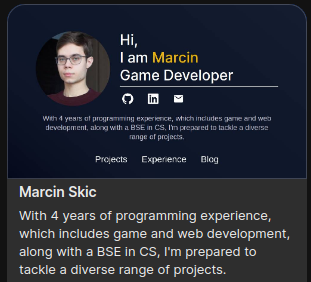 Hi,
I am Marcin
Game Developer
With 4 years of programming experience, which includes game and web
development, along with a BSE in CS, I'm prepared to tackle a diverse
range of projects.
Projects Experience Blog
Marcin Skic
With 4 years of programming experience,
which includes game and web development,
along with a BSE in CS, I'm prepared to
tackle a diverse range of projects.